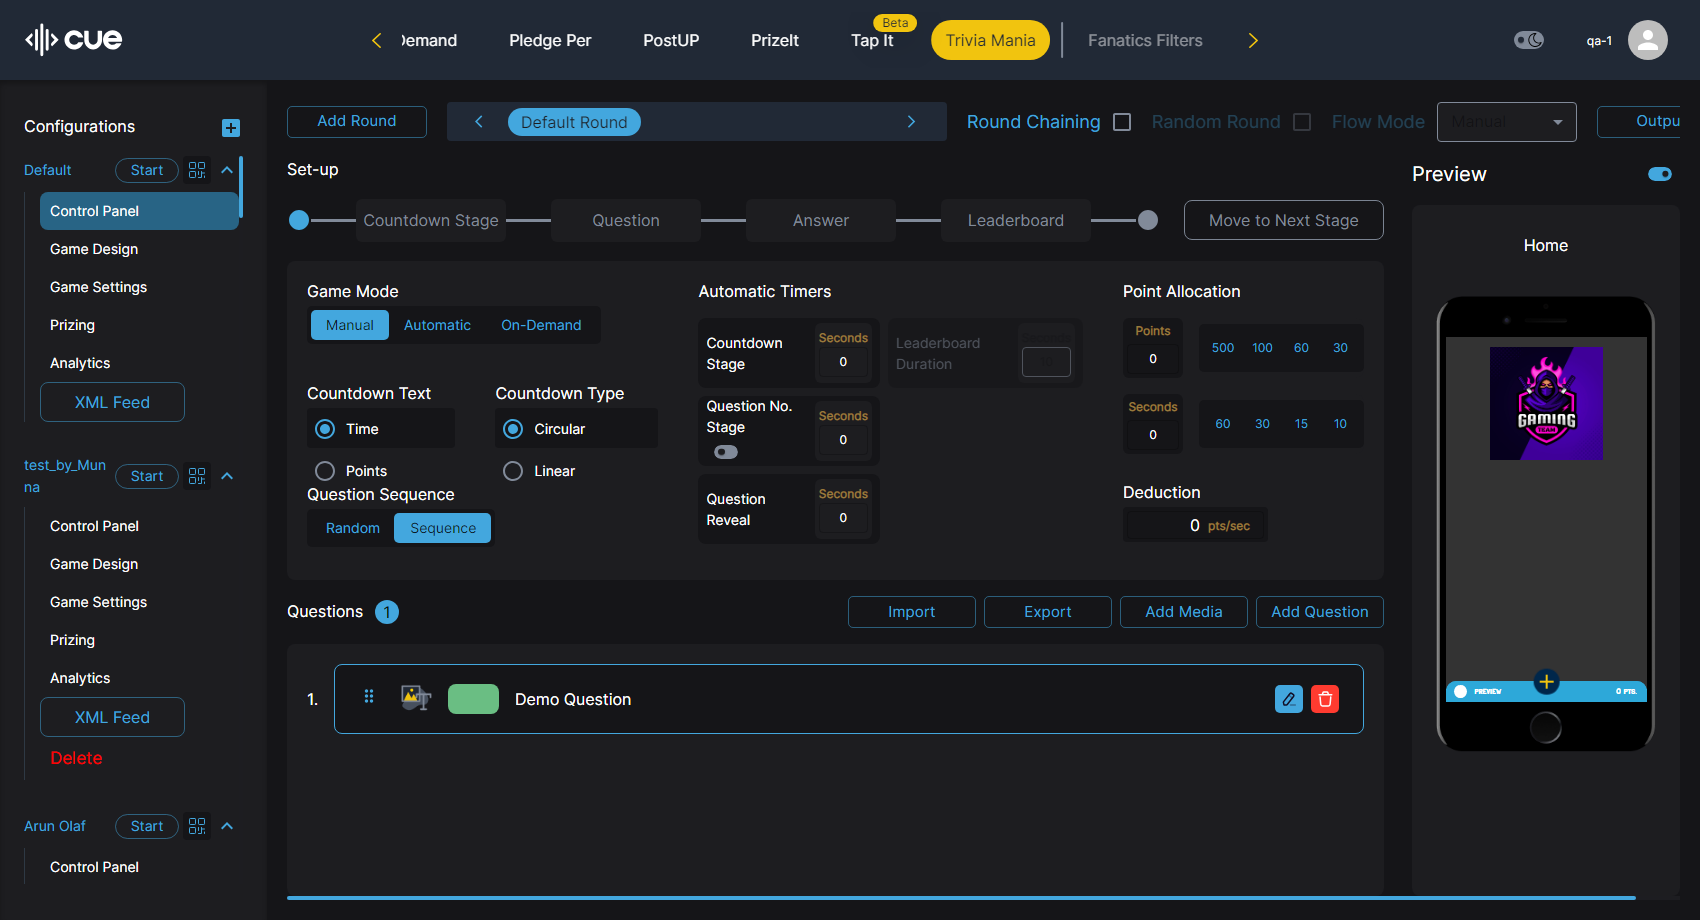 cue
Demand
Pledge Per
PostUP
PrizeIt
Tap It
Beta
Trivia Mania
Fanatics Filters
qa-1
Configurations
Default
Start
Control Panel
Game Design
Game Settings
Prizing
Analytics
XML Feed
test_by_Mun
na
Start
Control Panel
Game Design
Game Settings
Prizing
Analytics
XML Feed
Delete
Arun Olaf
Start
Control Panel
Add Round
Default Round
Round Chaining
Random Round
Flow Mode
Manual
Outpu
Set-up
Countdown Stage
Question
Answer
Leaderboard
Move to Next Stage
Game Mode
Manual
Automatic
On-Demand
Countdown Text
Time
Points
Countdown Type
Circular
Linear
Question Sequence
Random
Sequence
Automatic Timers
Countdown
Stage
Seconds
0
Leaderboard
Duration
Question No.
Stage
Seconds
0
Question
Reveal
Seconds
0
Point Allocation
Points
0
500
100
60
30
Seconds
0
60
30
15
10
Deduction
0 pts/sec
Questions 1
Import
Export
Add Media
Add Question
1.
Demo Question
Preview
Home
GAMING
TEAM
PREVIEW
0 PTS.